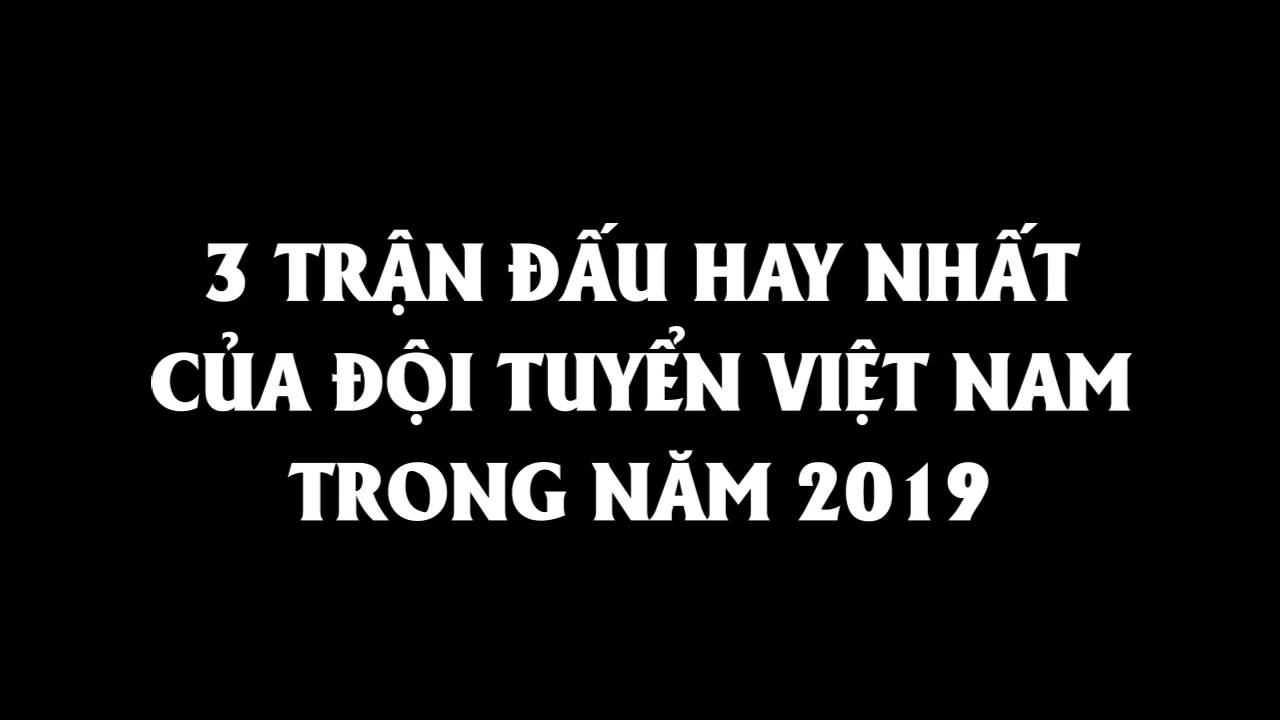 3 TRẬN ĐẤU HAY NHẤT
CỦA ĐỘI TUYỂN VIỆT NAM
TRONG NĂM 2019